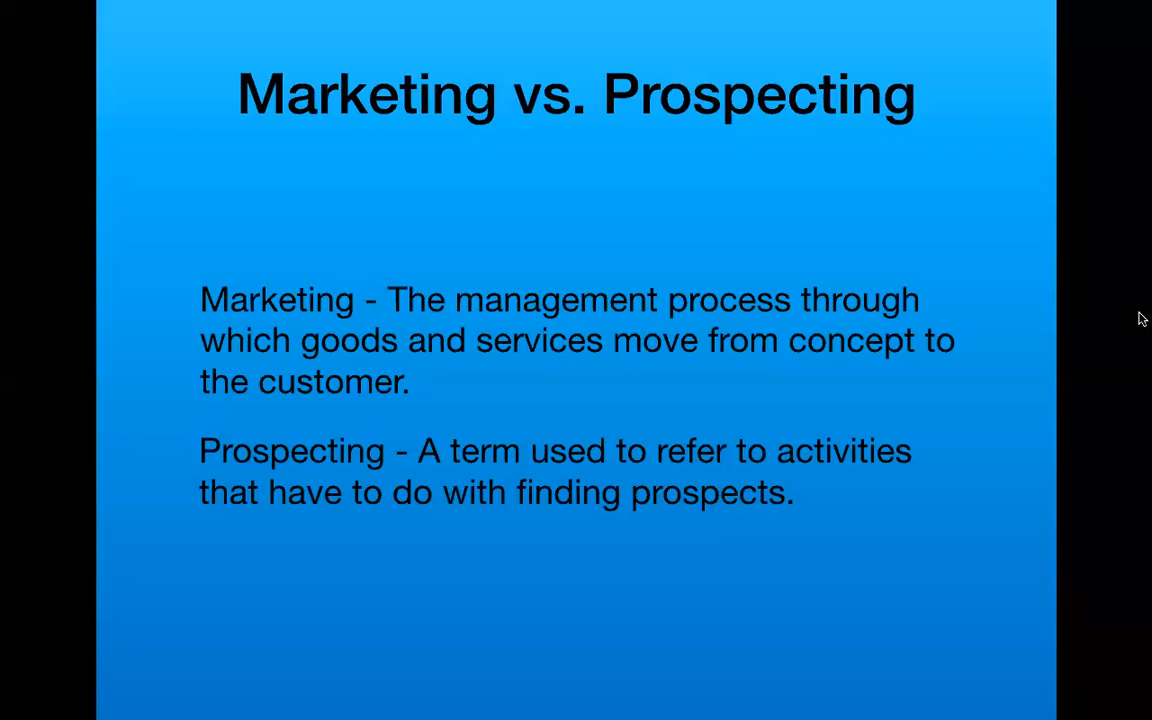 Marketing vs. Prospecting
Marketing - The management process through
which goods and services move from concept to
the customer.
Prospecting - A term used to refer to activities
that have to do with finding prospects.